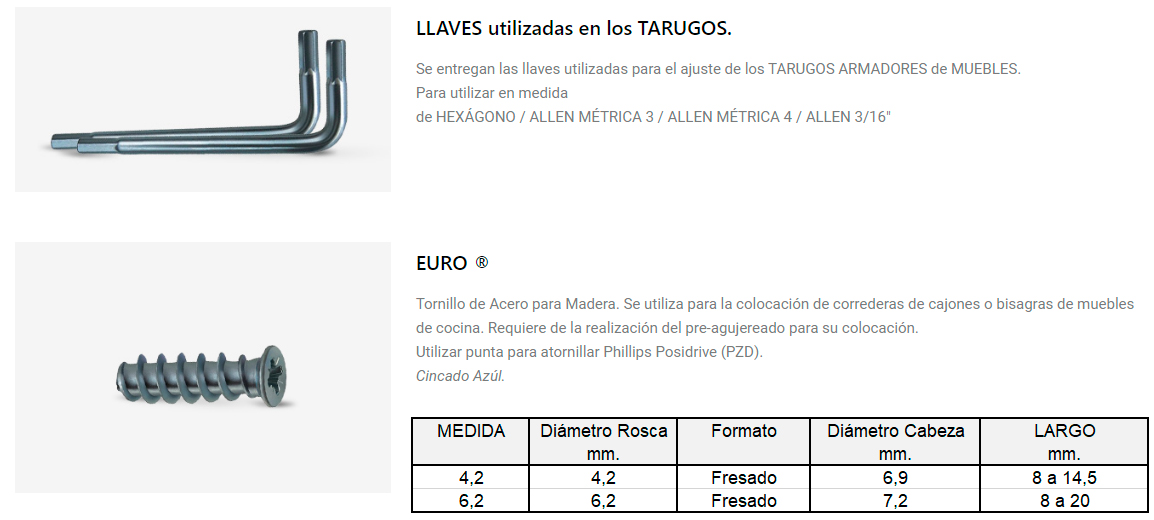 LLAVES utilizadas en los TARUGOS.
Se entregan las llaves utilizadas para el ajuste de los TARUGOS ARMADORES de MUEBLES.
Para utilizar en medida
de HEXÁGONO / ALLEN MÉTRICA 3 / ALLEN MÉTRICA 4 / ALLEN 3/16"
EURO ®
Tornillo de Acero para Madera. Se utiliza para la colocación de correderas de cajones o bisagras de muebles
de cocina. Requiere de la realización del pre-agujereado para su colocación.
Utilizar punta para atornillar Phillips Posidrive (PZD).
Cincado Azúl.
MEDIDA Diámetro Rosca Formato Diámetro Cabeza LARGO
mm. mm. mm.
4,2 4,2 Fresado 6,9 8 a 14,5
6,2 6,2 Fresado 7,2 8 a 20